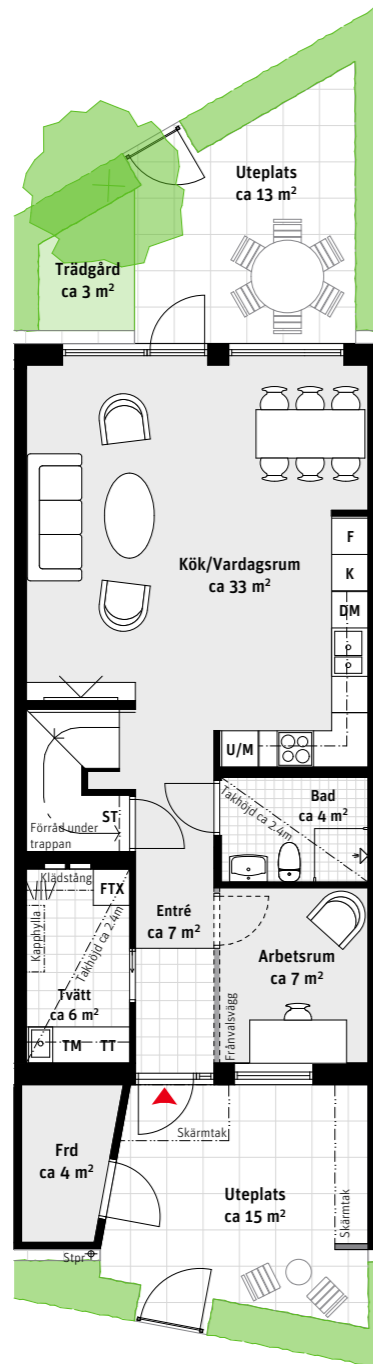 Uteplats
ca 13 m²
Trädgård
ca 3 m²
Kök/Vardagsrum
ca 33 m²
F
K
DM
U/M
ST
Förråd under
trappan
Bad
ca 4 m²
Takhöjd ca 2.4m
Klädstång
FTX
Kapphylla
Takhöjd ca 2.4m
Tvätt
ca 6 m²
TM
TT
Entré
ca 7 m²
Arbetsrum
ca 7 m²
Frånvalsvägg
Skärmtak
Frd
ca 4 m²
Uteplats
ca 15 m²
Skärmtak
Stpr